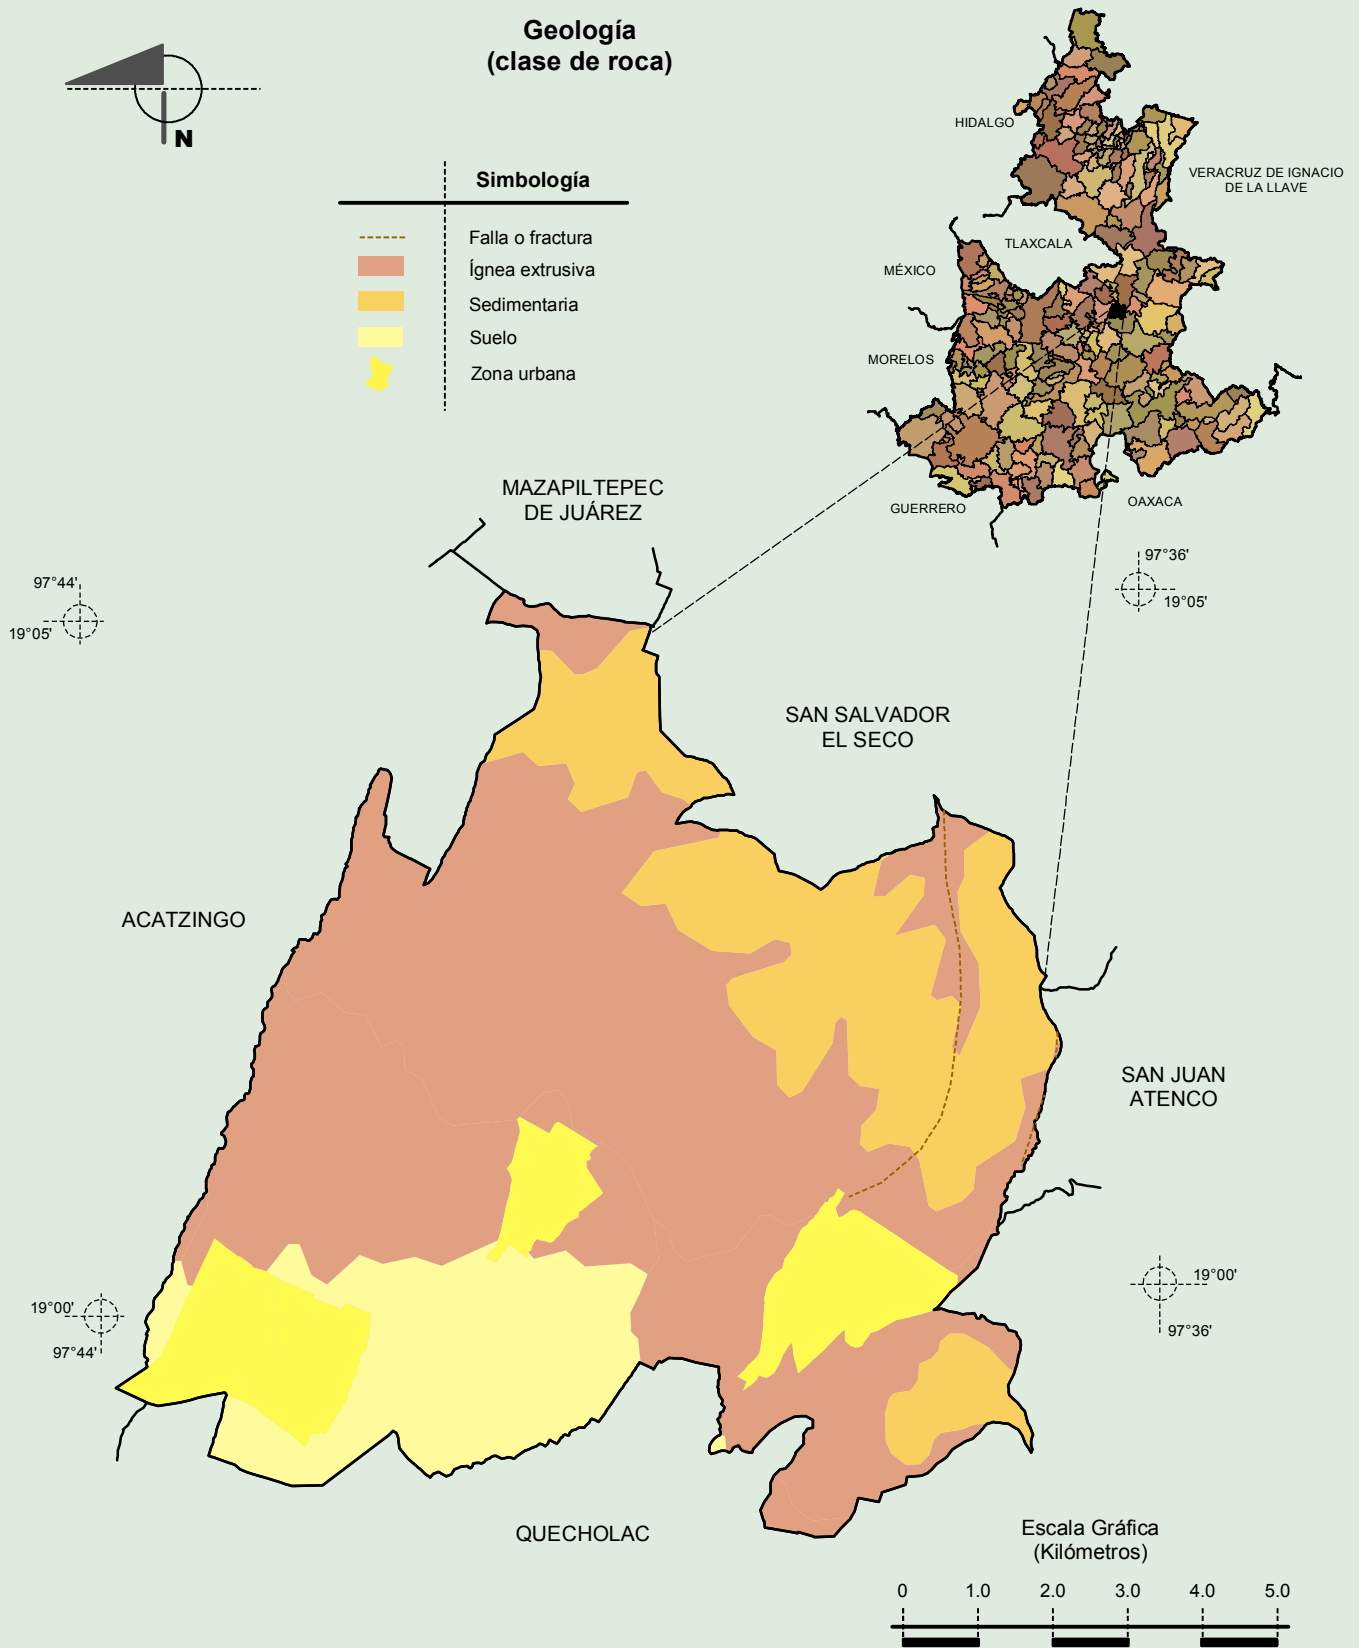 Geología
(clase de roca)
N
Simbología
Falla o fractura
Ígnea extrusiva
Sedimentaria
Suelo
Zona urbana
HIDALGO
VERACRUZ DE IGNACIO
DE LA LLAVE
TLAXCALA
MÉXICO
MORELOS
GUERRERO
OAXACA
MAZAPILTEPEC
DE JUÁREZ
97°44'
19°05'
97°36'
19°05'
SAN SALVADOR
EL SECO
ACATZINGO
SAN JUAN
ATENCO
19°00'
97°44'
19°00'
97°36'
QUECHOLAC
Escala Gráfica
(Kilómetros)
0 1.0 2.0 3.0 4.0 5.0